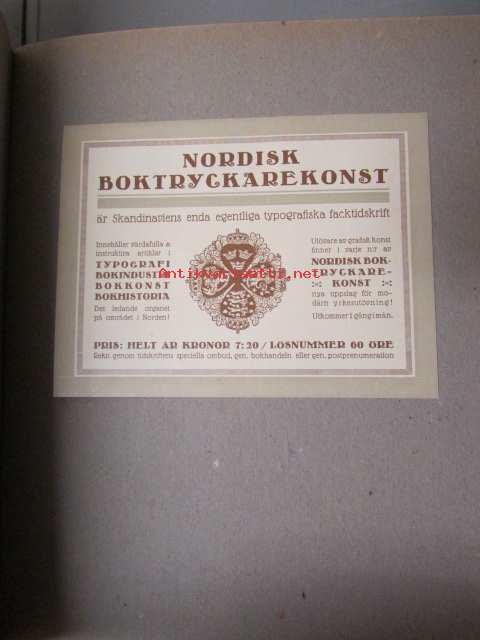 NORDISK
BOKTRYCKAREKONST
är Skandinaviens enda egentliga typografiska facktidskrift
Innehåller värdefulla &
instruktiva artiklar i
TYPOGRAFI
BOKINDUSTRI
BOKKONST
BOKHISTORIA
Det ledande organet
på området i Norden!
Utövare av grafisk konst
finner i varje n:r av
NORDISK BOK-
TRYCKARE-
KONST
nya uppslag för mo-
därn yrkesutövning!
Utkommer 1 gång i mån.
Antikvariaatti.net
PRIS: HELT ÅR KRONOR 7:20 / LÖSNUMMER 60 ÖRE
Rekv. genom tidskriftens speciella ombud, gen. bokhandeln eller gen. postprenumeration